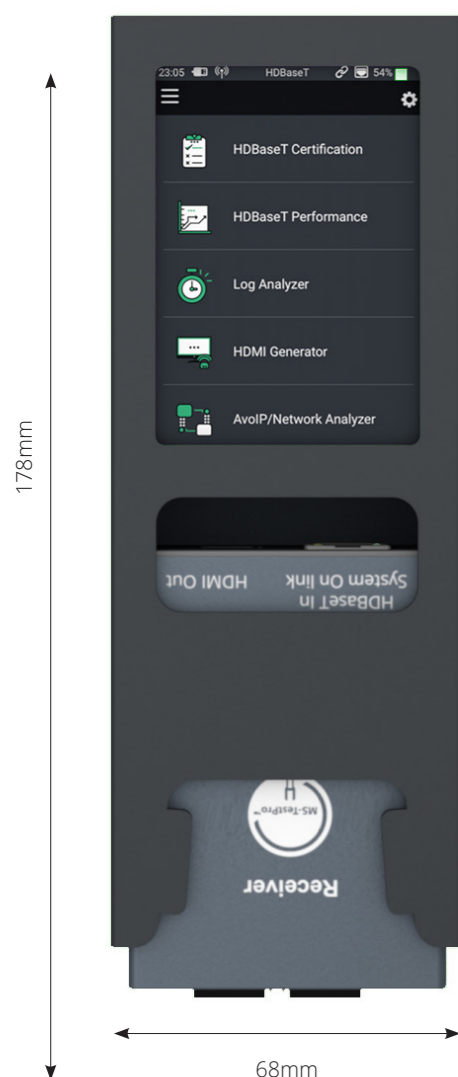 23:05 HDBaseT 54%
HDBaseT Certification
HDBaseT Performance
Log Analyzer
HDMI Generator
AvoIP/Network Analyzer
178mm
HDBaseT In
System On link HDMI Out
MS-TestPro™
Receiver
68mm